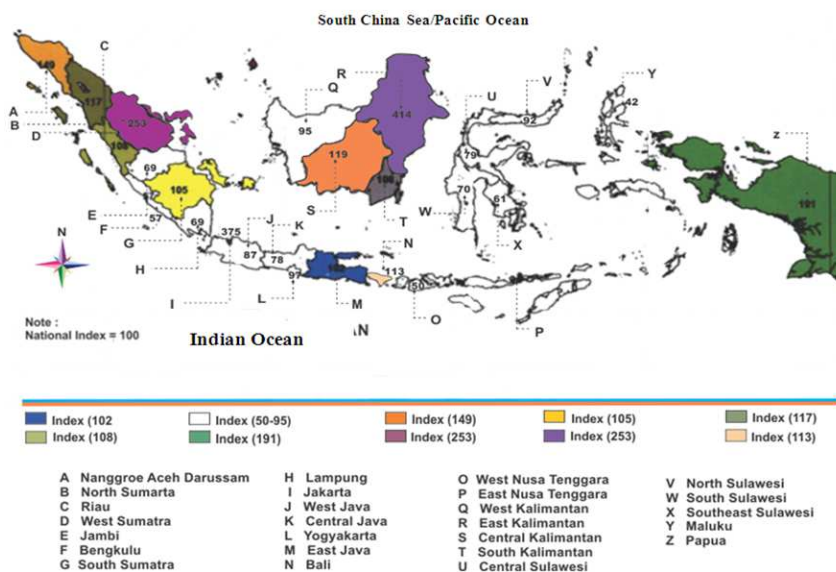 South China Sea/Pacific Ocean
C
R
Q
V
U
Y
149
117
253
414
42
92
95
A
B
D
108
z
69
119
79
105
106
70
191
61
57
E
F
G
69
S
T
W
X
375
J
K
N
N
H
87
78
113
97
102
50
I
L
M
O
P
Note :
National Index = 100
Indian Ocean
AN
Index (102
Index (50-95)
Index (149)
Index (105)
Index (117)
Index (108)
Index (191)
Index (253)
Index (253)
Index (113)
A Nanggroe Aceh Darussam
B North Sumarta
C Riau
D West Sumatra
E Jambi
F Bengkulu
G South Sumatra
H Lampung
I Jakarta
J West Java
K Central Java
L Yogyakarta
M East Java
N Bali
O West Nusa Tenggara
P East Nusa Tenggara
Q West Kalimantan
R East Kalimantan
S Central Kalimantan
T South Kalimantan
U Central Sulawesi
V North Sulawesi
W South Sulawesi
X Southeast Sulawesi
Y Maluku
Z Papua